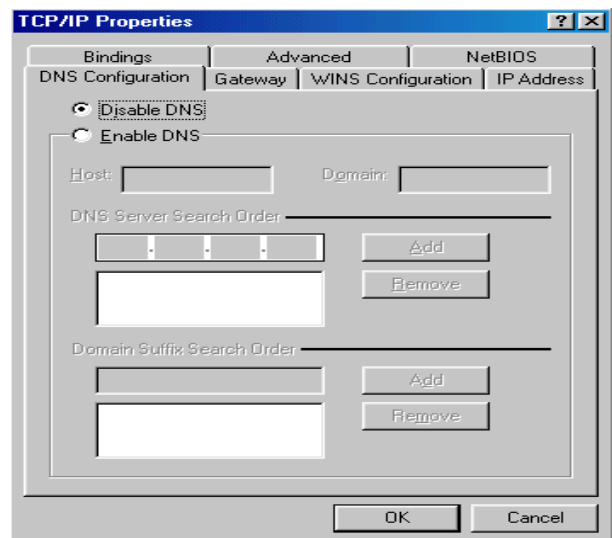 TCP/IP Properties
Bindings Advanced NetBIOS
DNS Configuration Gateway WINS Configuration IP Address
Disable DNS
Enable DNS
Host: Domain:
DNS Server Search Order
Add
Remove
Domain Suffix Search Order
Add
Remove
OK Cancel